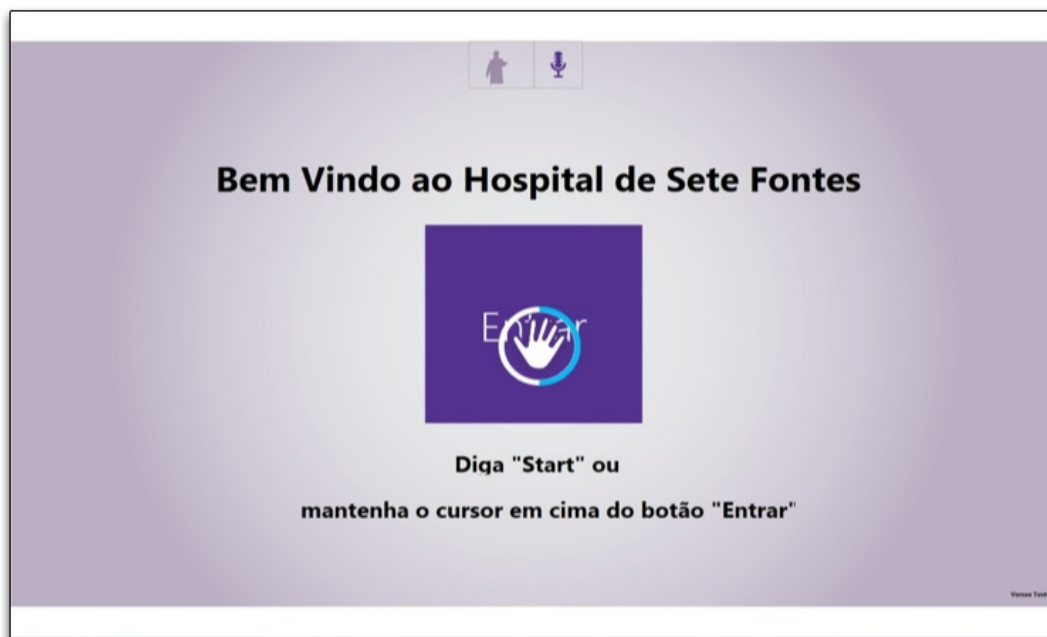 Bem Vindo ao Hospital de Sete Fontes
Entrar
Diga "Start" ou
mantenha o cursor em cima do botão "Entrar"